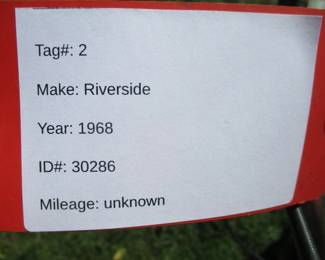 Tag#: 2
Make: Riverside
Year: 1968
ID#: 30286
Mileage: unknown